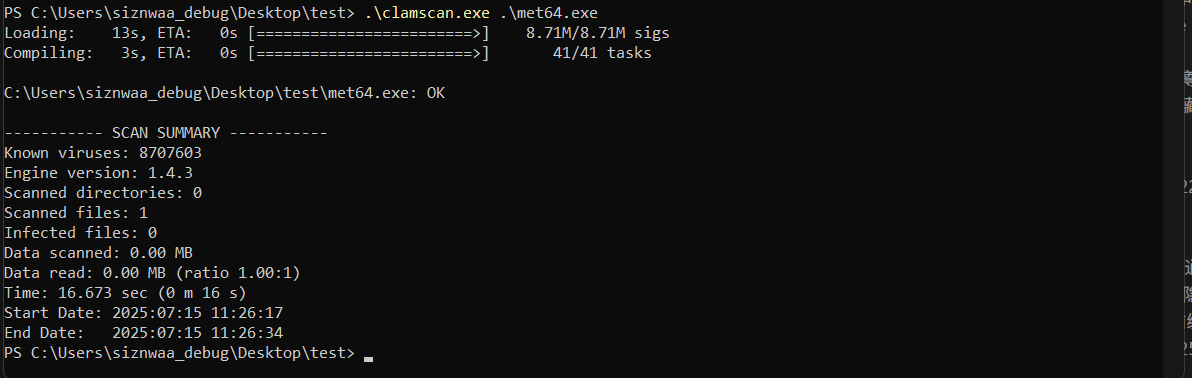 PS C:\Users\siznwaa_debug\Desktop\test> .\clamscan.exe .\met64.exe
Loading:    13s, ETA:   0s [========================>]    8.71M/8.71M sigs
Compiling:   3s, ETA:   0s [========================>]       41/41 tasks
C:\Users\siznwaa_debug\Desktop\test\met64.exe: OK
----------- SCAN SUMMARY -----------
Known viruses: 8707603
Engine version: 1.4.3
Scanned directories: 0
Scanned files: 1
Infected files: 0
Data scanned: 0.00 MB
Data read: 0.00 MB (ratio 1.00:1)
Time: 16.673 sec (0 m 16 s)
Start Date: 2025:07:15 11:26:17
End Date:   2025:07:15 11:26:34
PS C:\Users\siznwaa_debug\Desktop\test>